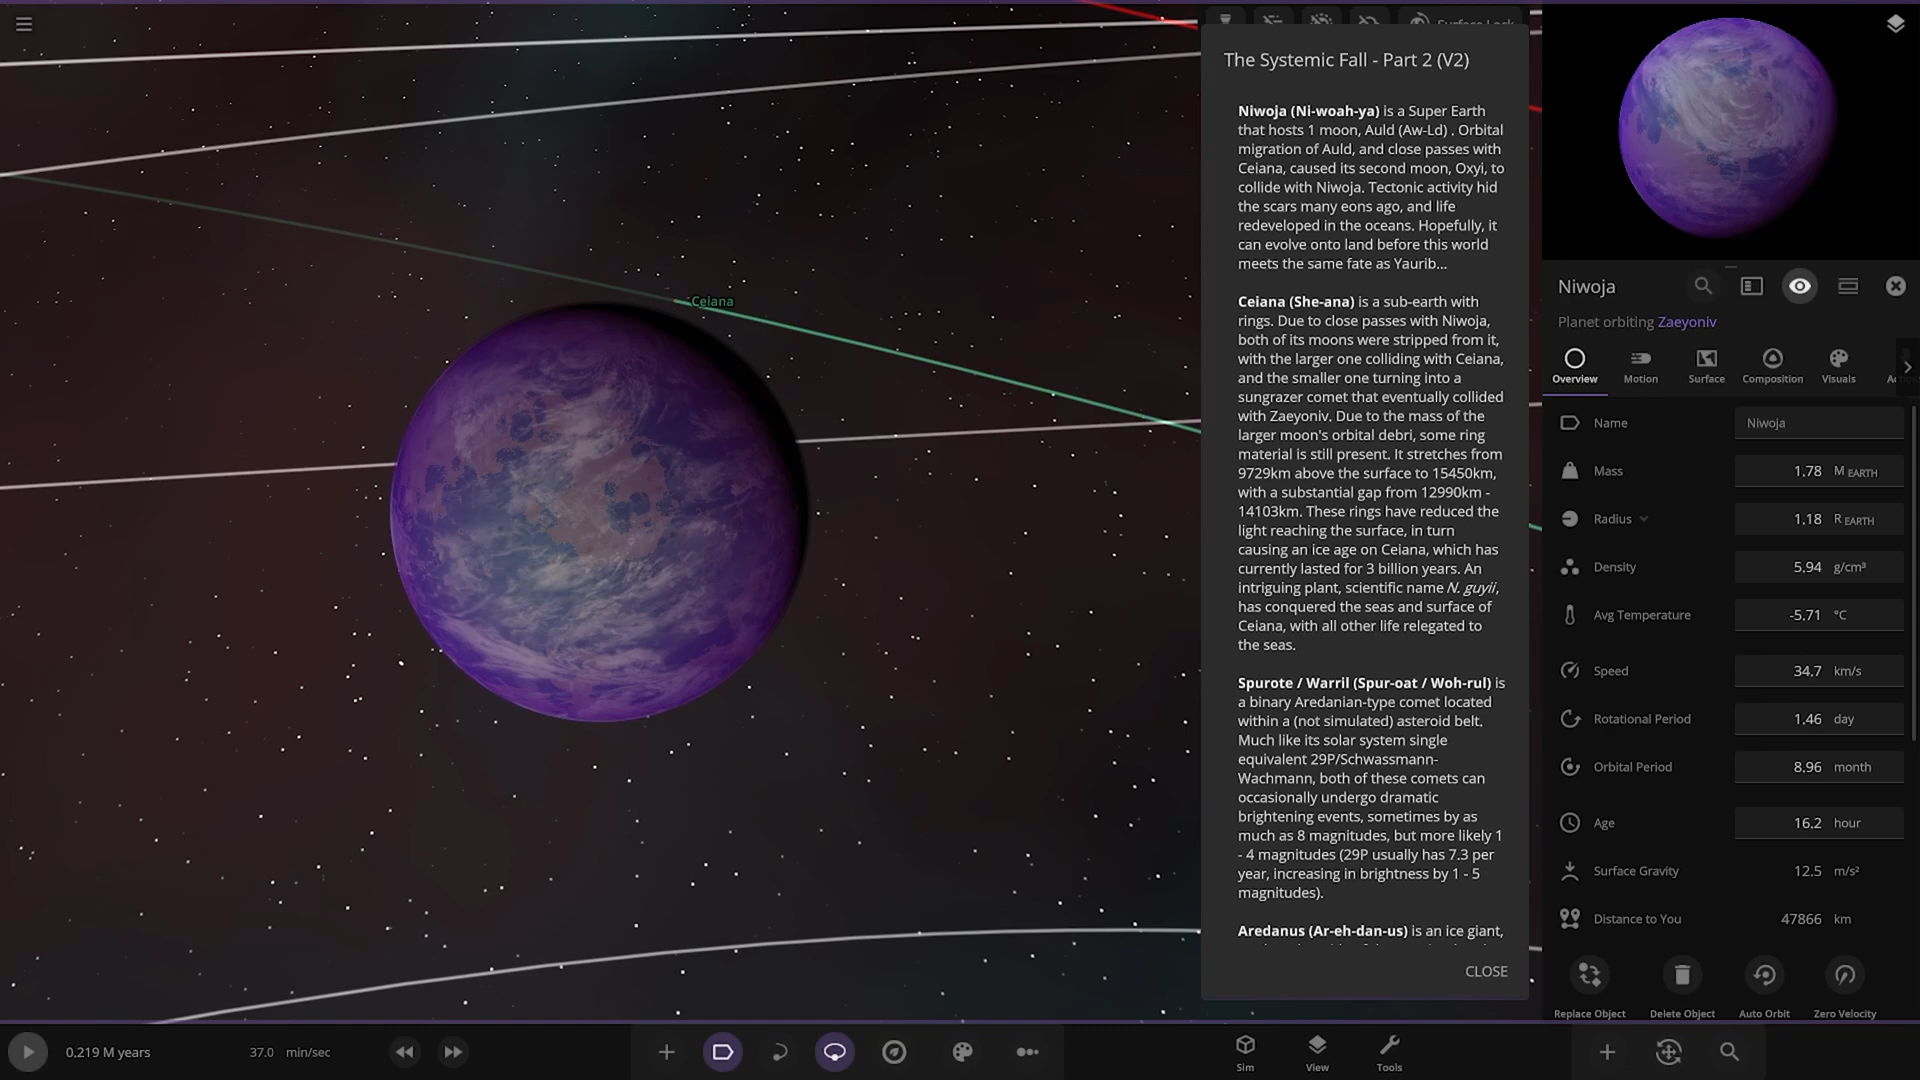 Surface Lock
The Systemic Fall - Part 2 (V2)
Niwoja (Ni-woah-ya) is a Super Earth
that hosts 1 moon, Auld (Aw-Ld) . Orbital
migration of Auld, and close passes with
Ceiana, caused its second moon, Oxyi, to
collide with Niwoja. Tectonic activity hid
the scars many eons ago, and life
redeveloped in the oceans. Hopefully, it
can evolve onto land before this world
meets the same fate as Yaurib...
Ceiana (She-ana) is a sub-earth with
rings. Due to close passes with Niwoja,
both of its moons were stripped from it,
with the larger one colliding with Ceiana,
and the smaller one turning into a
sungrazer comet that eventually collided
with Zaeyoniv. Due to the mass of the
larger moon's orbital debri, some ring
material is still present. It stretches from
9729km above the surface to 15450km,
with a substantial gap from 12990km -
14103km. These rings have reduced the
light reaching the surface, in turn
causing an ice age on Ceiana, which has
currently lasted for 3 billion years. An
intriguing plant, scientific name N. guyii,
has conquered the seas and surface of
Ceiana, with all other life relegated to
the seas.
Spurote / Warril (Spur-oat / Woh-rul) is
a binary Aredanian-type comet located
within a (not simulated) asteroid belt.
Much like its solar system single
equivalent 29P/Schwassmann-
Wachmann, both of these comets can
occasionally undergo dramatic
brightening events, sometimes by as
much as 8 magnitudes, but more likely 1
- 4 magnitudes (29P usually has 7.3 per
year, increasing in brightness by 1 - 5
magnitudes).
Aredanus (Ar-eh-dan-us) is an ice giant,
CLOSE
Ceiana
Niwoja
Planet orbiting Zaeyoniv
Overview Motion Surface Composition Visuals
Name Niwoja
Mass 1.78 M EARTH
Radius 1.18 R EARTH
Density 5.94 g/cm³
Avg Temperature -5.71 °C
Speed 34.7 km/s
Rotational Period 1.46 day
Orbital Period 8.96 month
Age 16.2 hour
Surface Gravity 12.5 m/s²
Distance to You 47866 km
Replace Object Delete Object Auto Orbit Zero Velocity
0.219 M years 37.0 min/sec
Sim View Tools